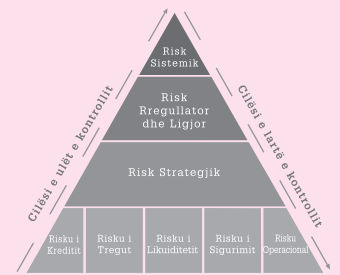 Risk
Sistemik
Risk
Rregullator
dhe Ligjor
Risk Strategjik
Risku i
Kreditit
Risku i
Tregut
Risku i
Likuiditetit
Risku i
Sigurimit
Risku
Operacional
Cilësi e ulët e kontrollit
Cilësi e lartë e kontrollit